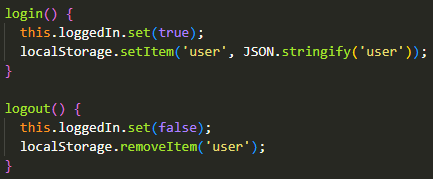 login() {
  this.loggedIn.set(true);
  localStorage.setItem('user', JSON.stringify('user'));
}

logout() {
  this.loggedIn.set(false);
  localStorage.removeItem('user');
}